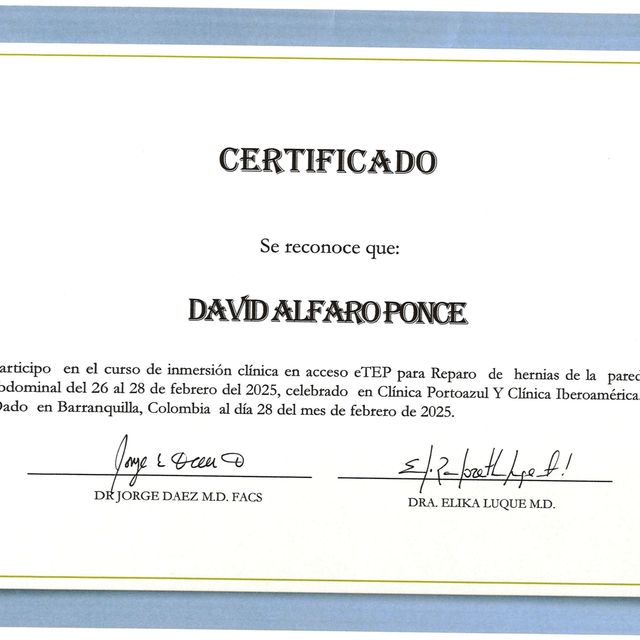 CERTIFICADO
Se reconoce que:
DAVID ALFARO PONCE
articipo en el curso de inmersión clínica en acceso eTEP para Reparo de hernias de la pared
bdominal del 26 al 28 de febrero del 2025, celebrado en Clínica Portoazul Y Clínica Iberoamérica.
Dado en Barranquilla, Colombia al día 28 del mes de febrero de 2025.
DR JORGE DAEZ M.D. FACS
DRA. ELIKA LUQUE M.D.